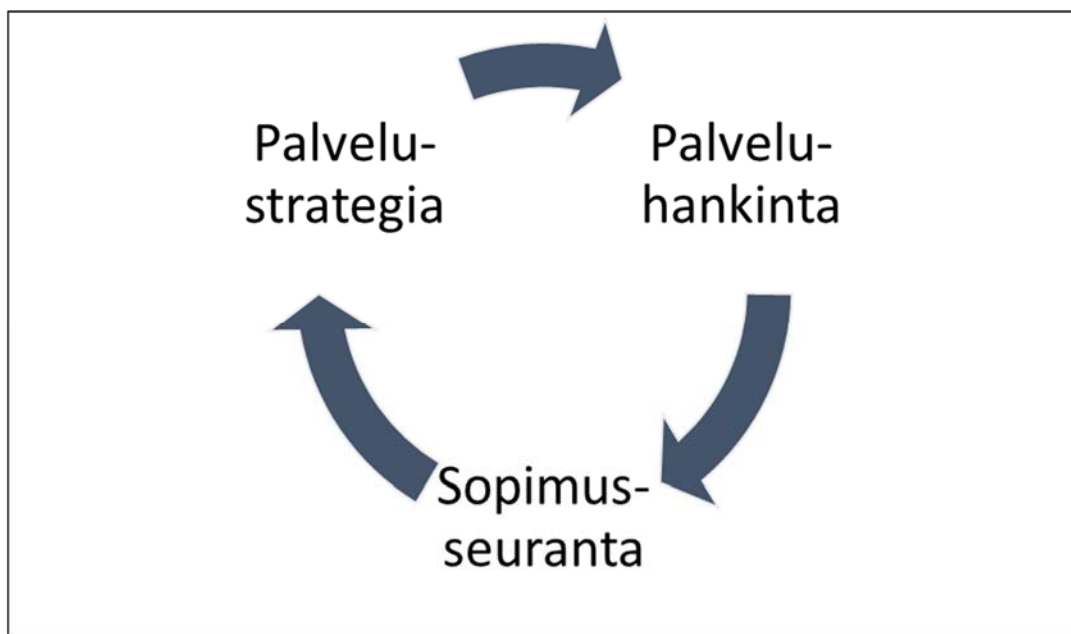 Palvelu-
strategia
Palvelu-
hankinta
Sopimus-
seuranta